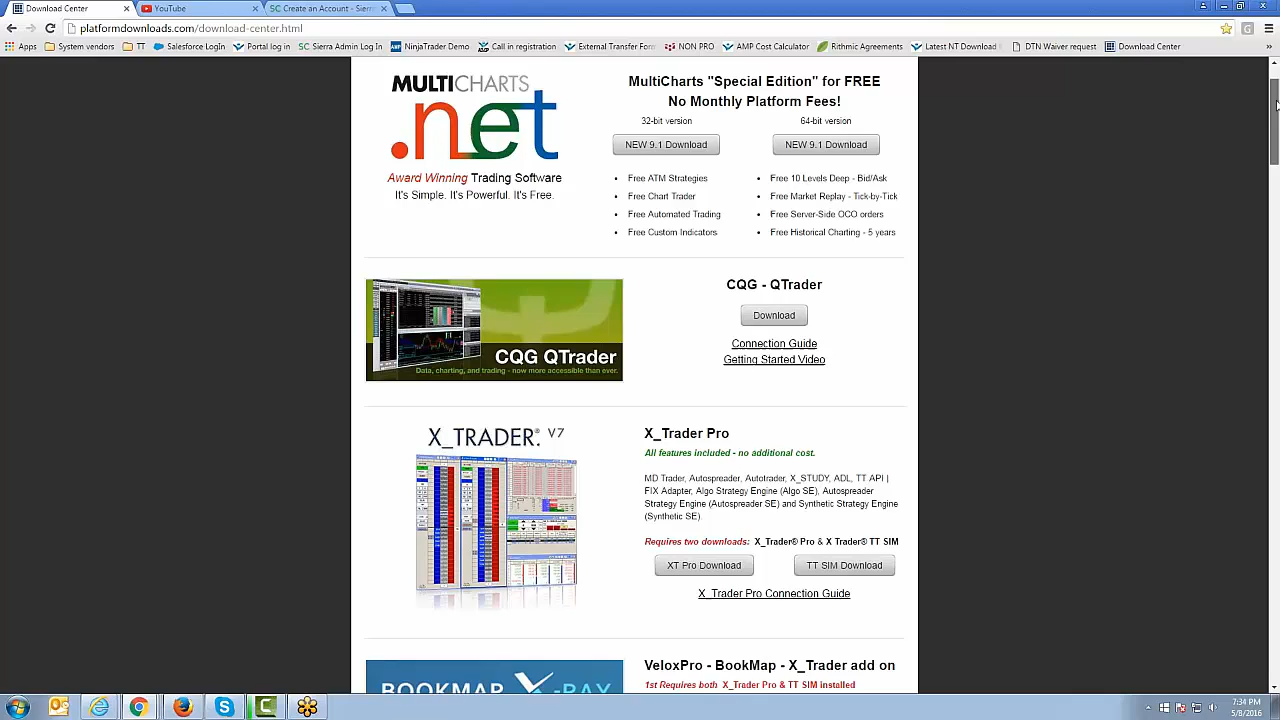 Download Center
YouTube
SC Create an Account - Sierr
platformdownloads.com/download-center.html
Apps
System vendors
TT
Salesforce LogIn
Portal log in
SC Sierra Admin Log In
NinjaTrader Demo
Call in registration
External Transfer Form
NON PRO
AMP Cost Calculator
Rithmic Agreements
Latest NT Download
DTN Waiver request
Download Center
»
MULTICHARTS
.net
Award Winning Trading Software
It's Simple. It's Powerful. It's Free.
MultiCharts "Special Edition" for FREE
No Monthly Platform Fees!
32-bit version
64-bit version
NEW 9.1 Download
NEW 9.1 Download
• Free ATM Strategies
• Free 10 Levels Deep - Bid/Ask
• Free Chart Trader
• Free Market Replay - Tick-by-Tick
• Free Automated Trading
• Free Server-Side OCO orders
• Free Custom Indicators
• Free Historical Charting - 5 years
CQG QTrader
Data, charting, and trading - now more accessible than ever.
CQG - QTrader
Download
Connection Guide
Getting Started Video
X_TRADER® V7
X_Trader Pro
All features included - no additional cost.
MD Trader, Autospreader, Autotrader, X_STUDY, ADL, TT API |
FIX Adapter, Algo Strategy Engine (Algo SE), Autospreader
Strategy Engine (Autospreader SE) and Synthetic Strategy Engine
(Synthetic SE).
Requires two downloads: X_Trader® Pro & X Trader® TT SIM
XT Pro Download
TT SIM Download
X_Trader Pro Connection Guide
BOOKMAP X-RAY
VeloxPro - BookMap - X_Trader add on
1st Requires both X_Trader Pro & TT SIM installed
7:34 PM
5/8/2016